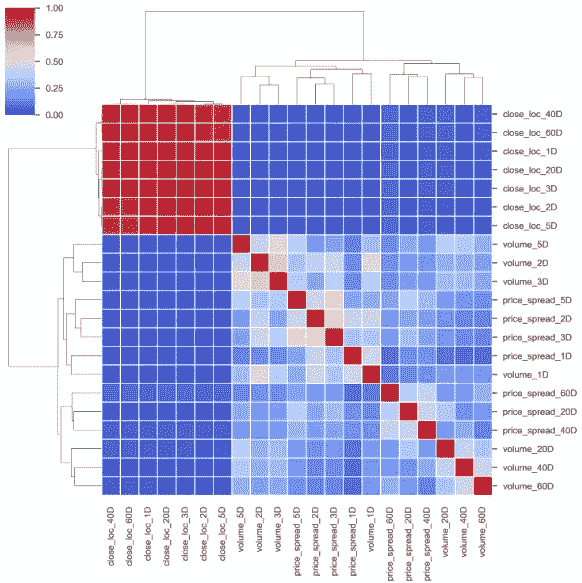 1.00
0.75
0.50
0.25
0.00
close_loc_40D
close_loc_60D
close_loc_1D
close_loc_20D
close_loc_3D
close_loc_2D
close_loc_5D
volume_5D
volume_2D
volume_3D
price_spread_5D
price_spread_2D
price_spread_3D
price_spread_1D
volume_1D
price_spread_60D
price_spread_20D
price_spread_40D
volume_20D
volume_40D
volume_60D
close_loc_40D
close_loc_60D
close_loc_1D
close_loc_20D
close_loc_3D
close_loc_2D
close_loc_5D
volume_5D
volume_2D
volume_3D
price_spread_5D
price_spread_2D
price_spread_3D
price_spread_1D
volume_1D
price_spread_60D
price_spread_20D
price_spread_40D
volume_20D
volume_40D
volume_60D